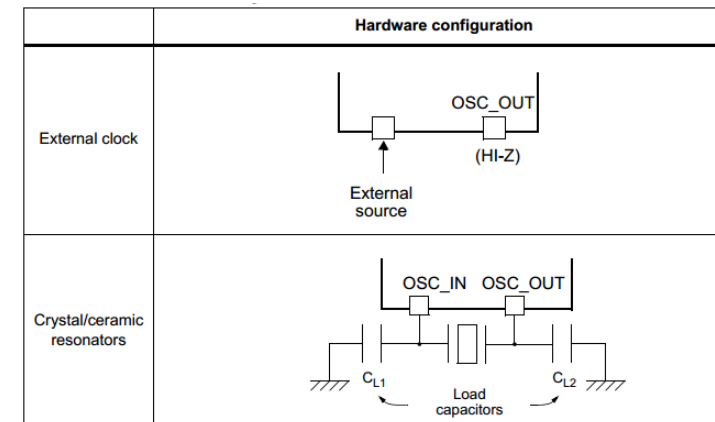 Hardware configuration
External clock
OSC_OUT
(HI-Z)
External
source
Crystal/ceramic
resonators
OSC_IN OSC_OUT
CL1
CL2
Load
capacitors